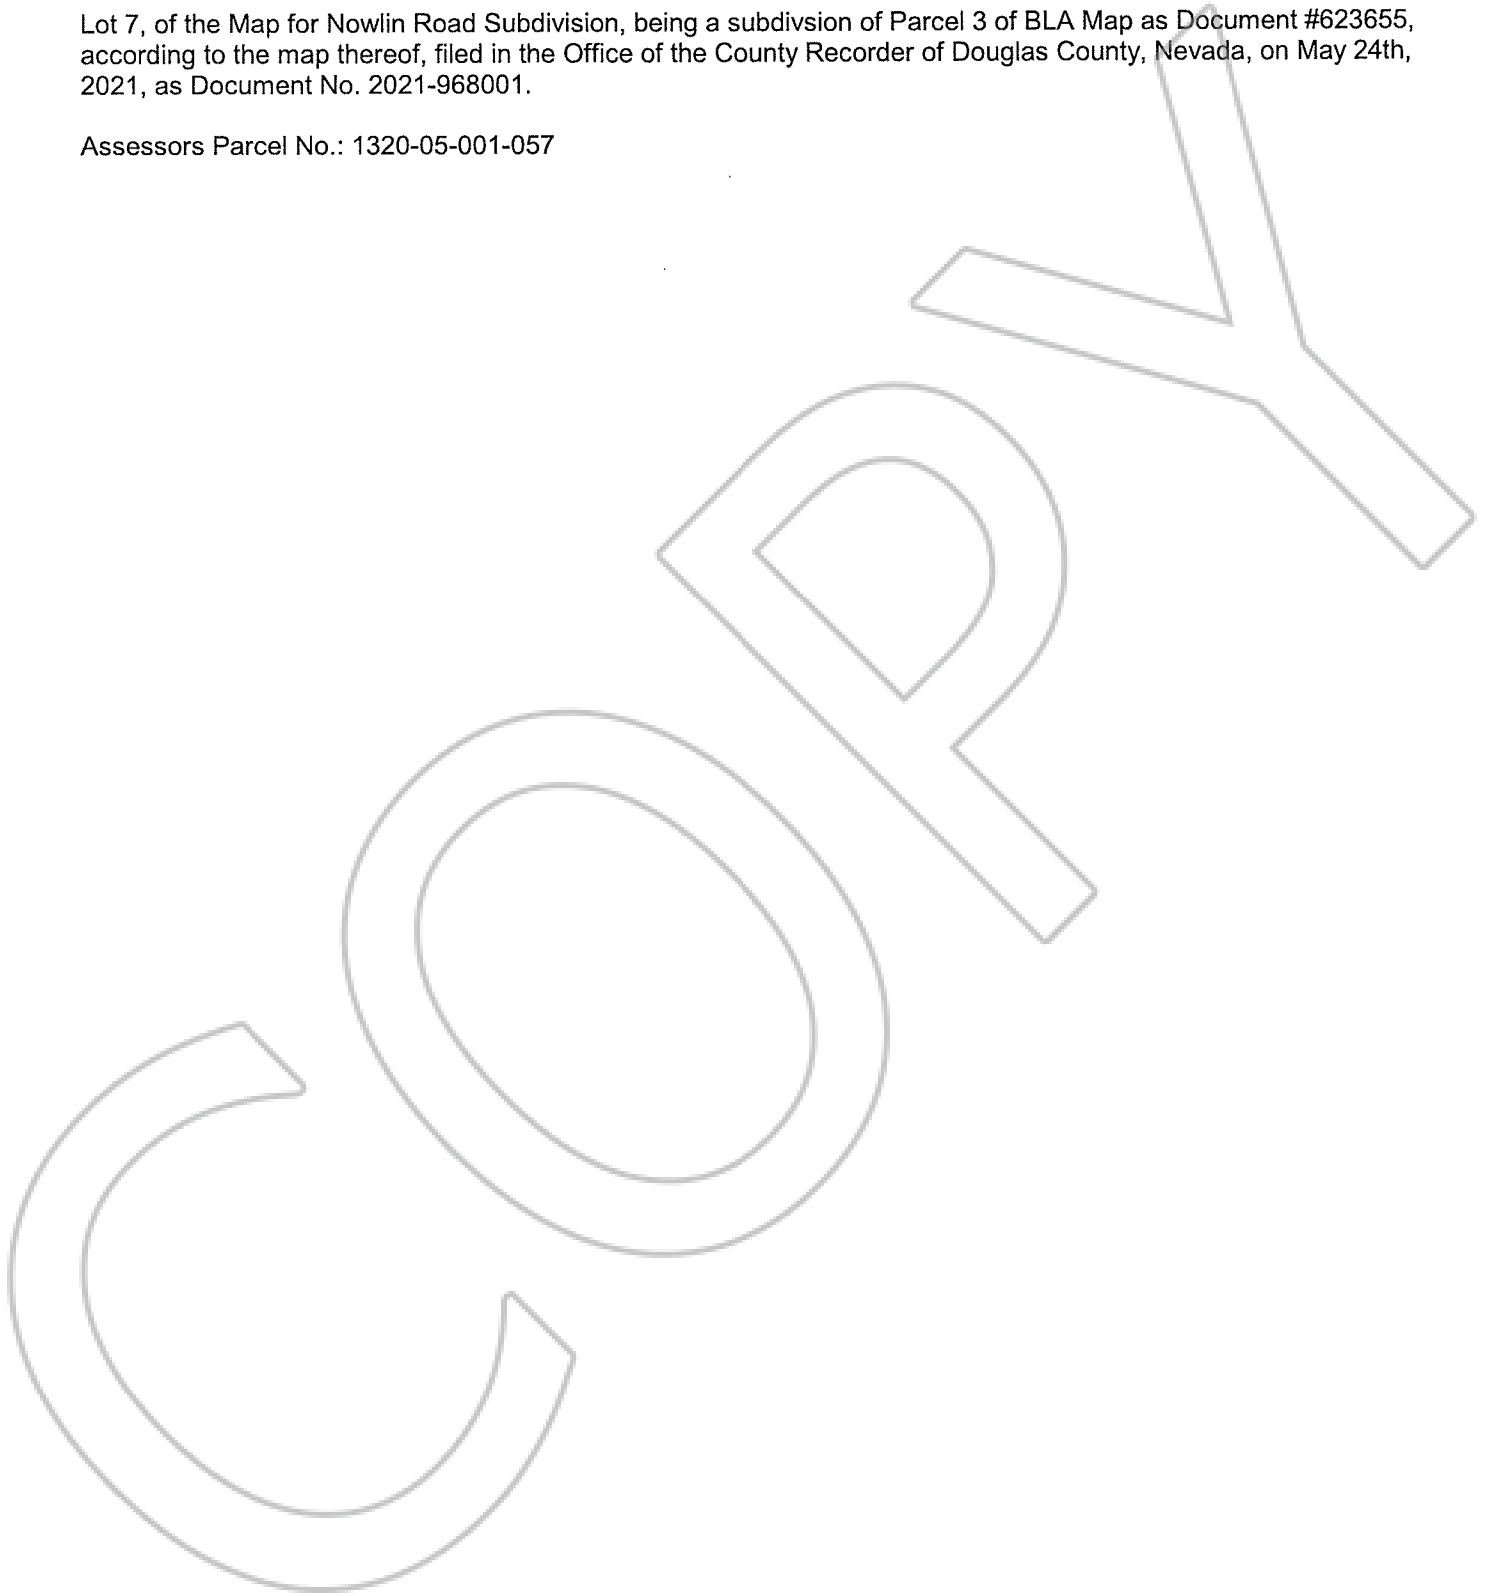 Lot 7, of the Map for Nowlin Road Subdivision, being a subdivsion of Parcel 3 of BLA Map as Document #623655,
according to the map thereof, filed in the Office of the County Recorder of Douglas County, Nevada, on May 24th,
2021, as Document No. 2021-968001.
Assessors Parcel No.: 1320-05-001-057
COPY